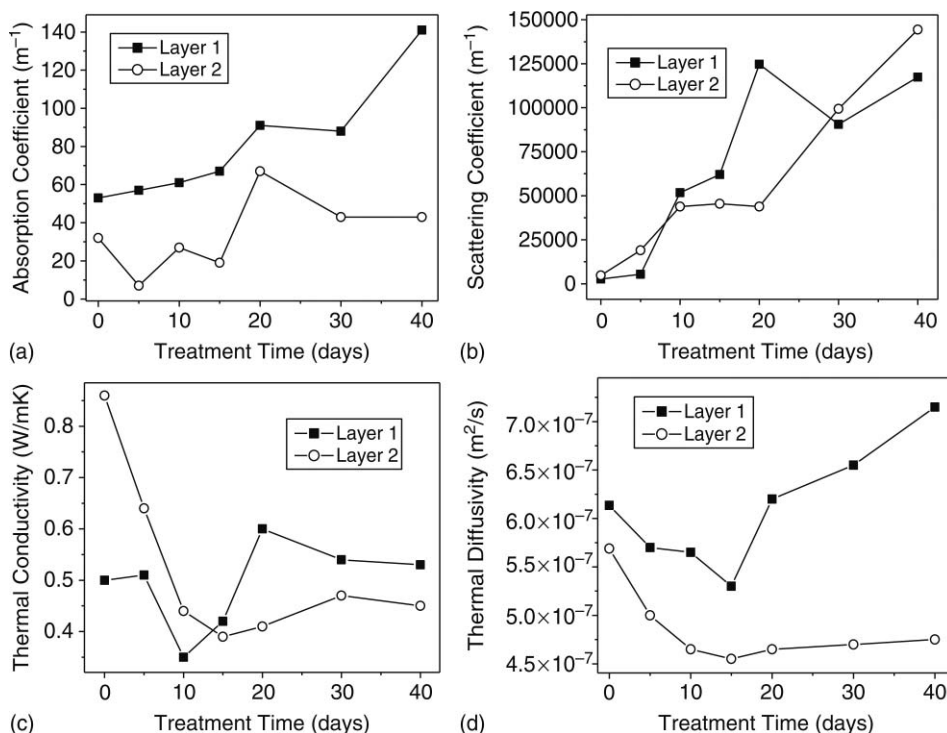 (a)
Absorption Coefficient (m⁻¹)
140
120
100
80
60
40
20
0
Layer 1
Layer 2
0 10 20 30 40
Treatment Time (days)
(b)
Scattering Coefficient (m⁻¹)
150000
125000
100000
75000
50000
25000
0
Layer 1
Layer 2
0 10 20 30 40
Treatment Time (days)
(c)
Thermal Conductivity (W/mK)
0.8
0.7
0.6
0.5
0.4
Layer 1
Layer 2
0 10 20 30 40
Treatment Time (days)
(d)
Thermal Diffusivity (m²/s)
7.0×10⁻⁷
6.5×10⁻⁷
6.0×10⁻⁷
5.5×10⁻⁷
5.0×10⁻⁷
4.5×10⁻⁷
Layer 1
Layer 2
0 10 20 30 40
Treatment Time (days)